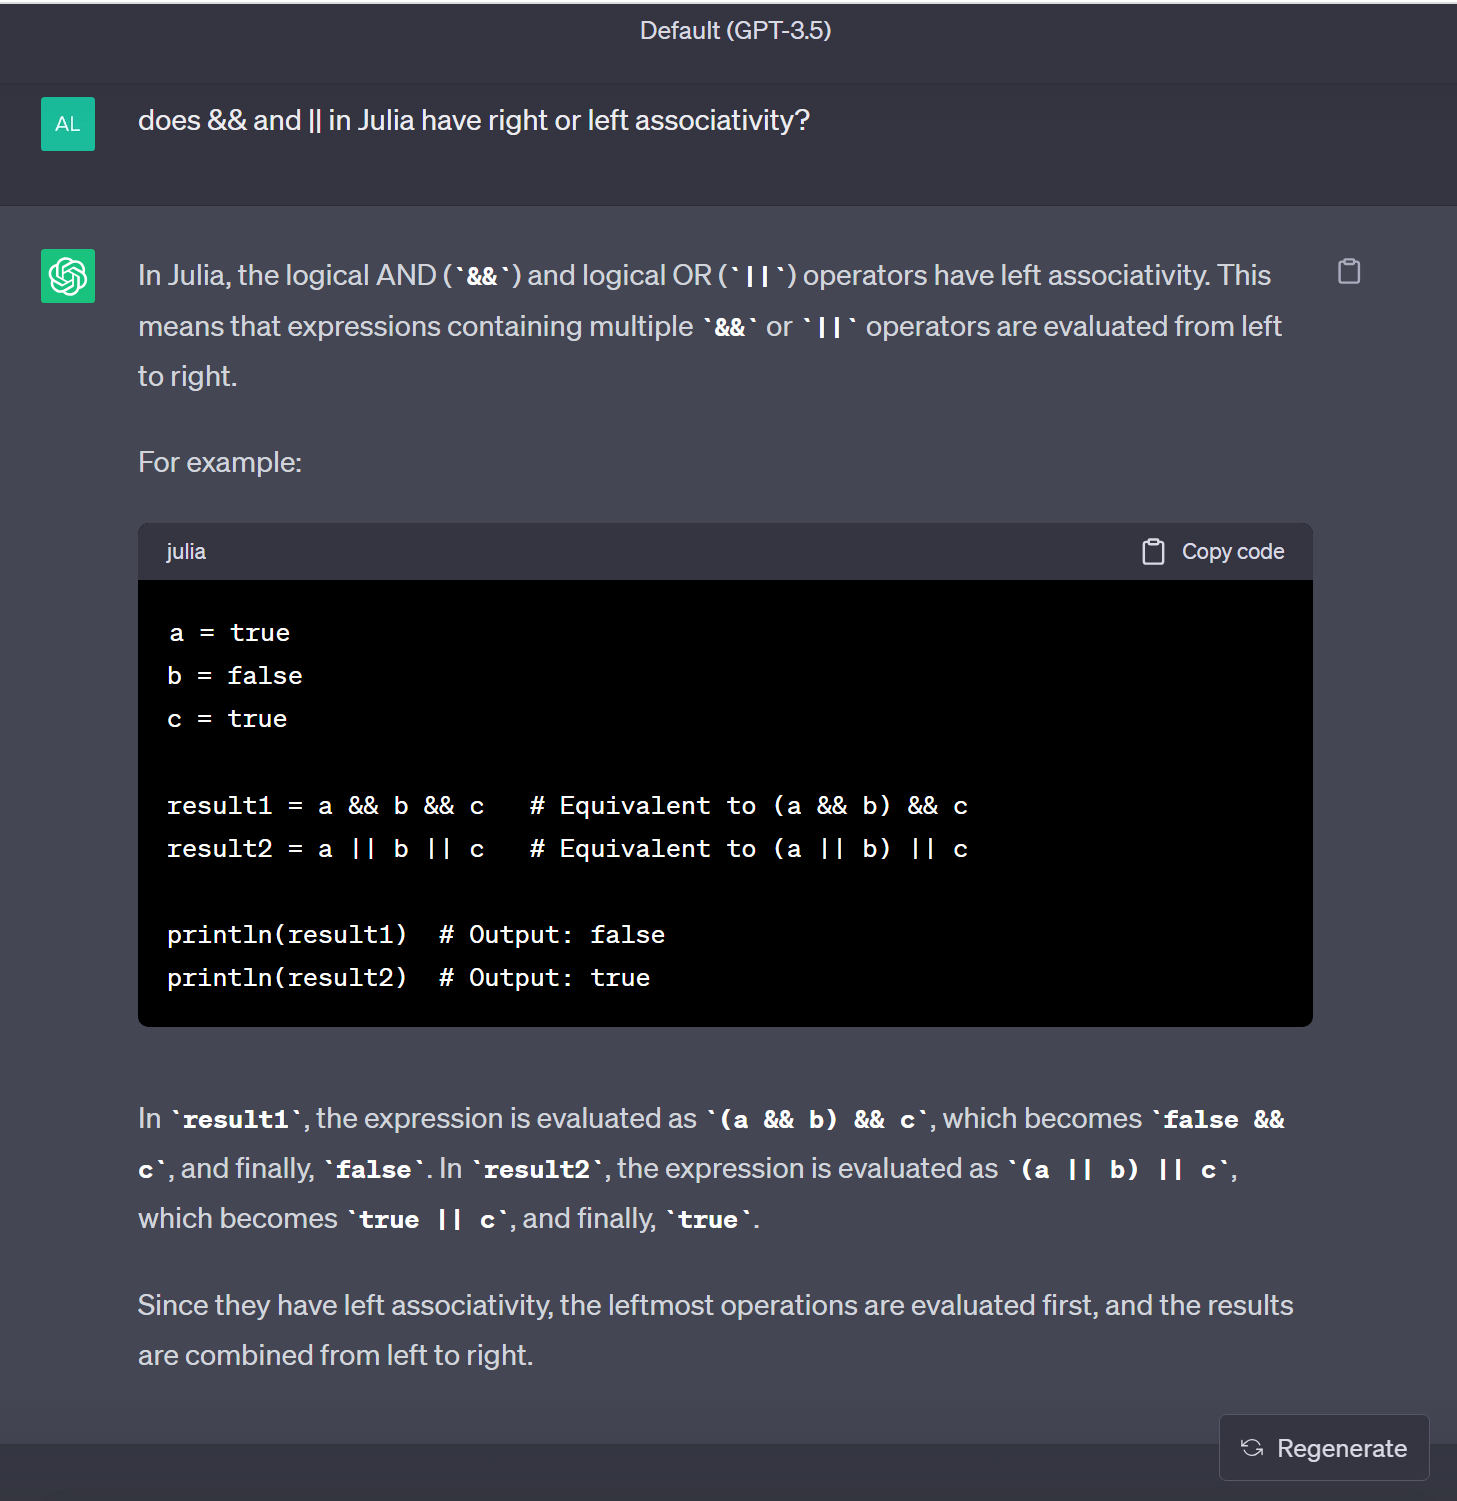 Default (GPT-3.5)
AL
does && and || in Julia have right or left associativity?
In Julia, the logical AND (`&&`) and logical OR (`||`) operators have left associativity. This
means that expressions containing multiple `&&` or `||` operators are evaluated from left
to right.
For example:
julia
Copy code
a = true
b = false
c = true
result1 = a && b && c   # Equivalent to (a && b) && c
result2 = a || b || c   # Equivalent to (a || b) || c
println(result1)  # Output: false
println(result2)  # Output: true
In `result1`, the expression is evaluated as `(a && b) && c`, which becomes `false &&
c`, and finally, `false`. In `result2`, the expression is evaluated as `(a || b) || c`,
which becomes `true || c`, and finally, `true`.
Since they have left associativity, the leftmost operations are evaluated first, and the results
are combined from left to right.
Regenerate